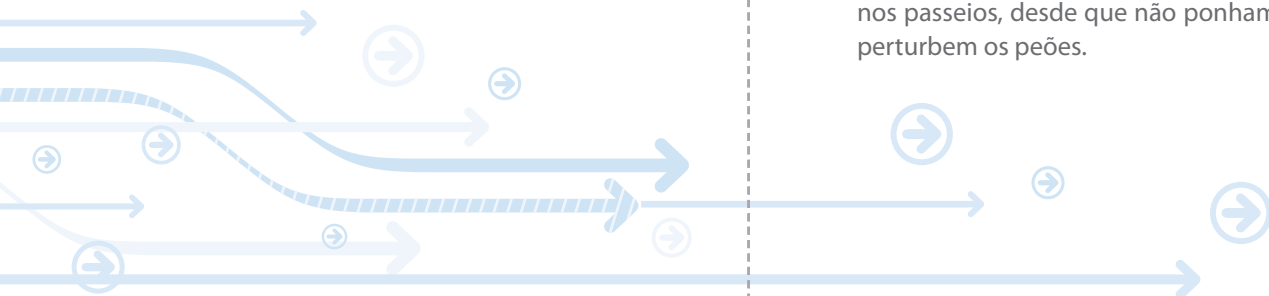 nos passeios, desde que não ponham
perturbem os peões.